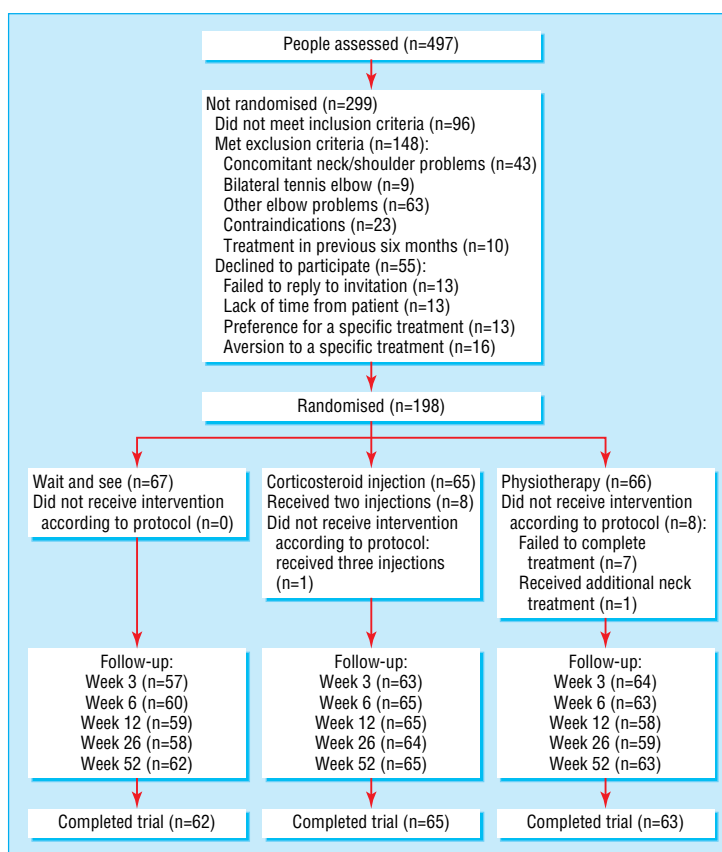 People assessed (n=497)
Not randomised (n=299)
Did not meet inclusion criteria (n=96)
Met exclusion criteria (n=148):
Concomitant neck/shoulder problems (n=43)
Bilateral tennis elbow (n=9)
Other elbow problems (n=63)
Contraindications (n=23)
Treatment in previous six months (n=10)
Declined to participate (n=55):
Failed to reply to invitation (n=13)
Lack of time from patient (n=13)
Preference for a specific treatment (n=13)
Aversion to a specific treatment (n=16)
Randomised (n=198)
Wait and see (n=67)
Did not receive intervention
according to protocol (n=0)
Corticosteroid injection (n=65)
Received two injections (n=8)
Did not receive intervention
according to protocol:
received three injections
(n=1)
Physiotherapy (n=66)
Did not receive intervention
according to protocol (n=8):
Failed to complete
treatment (n=7)
Received additional neck
treatment (n=1)
Follow-up:
Week 3 (n=57)
Week 6 (n=60)
Week 12 (n=59)
Week 26 (n=58)
Week 52 (n=62)
Follow-up:
Week 3 (n=63)
Week 6 (n=65)
Week 12 (n=65)
Week 26 (n=64)
Week 52 (n=65)
Follow-up:
Week 3 (n=64)
Week 6 (n=63)
Week 12 (n=58)
Week 26 (n=59)
Week 52 (n=63)
Completed trial (n=62)
Completed trial (n=65)
Completed trial (n=63)